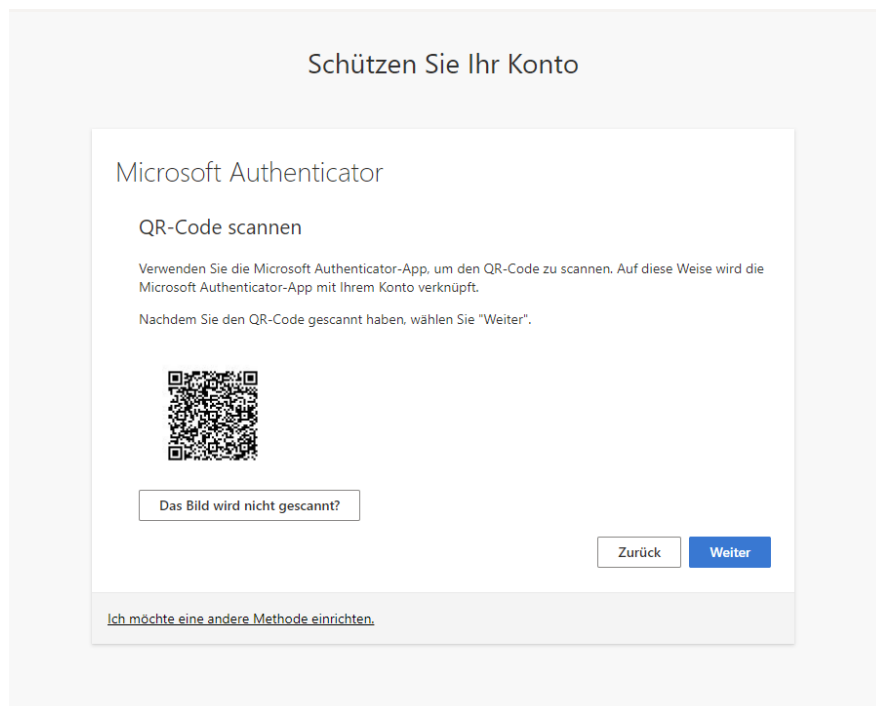 Schützen Sie Ihr Konto
Microsoft Authenticator
QR-Code scannen
Verwenden Sie die Microsoft Authenticator-App, um den QR-Code zu scannen. Auf diese Weise wird die
Microsoft Authenticator-App mit Ihrem Konto verknüpft.
Nachdem Sie den QR-Code gescannt haben, wählen Sie "Weiter".
Das Bild wird nicht gescannt?
Zurück
Weiter
Ich möchte eine andere Methode einrichten.